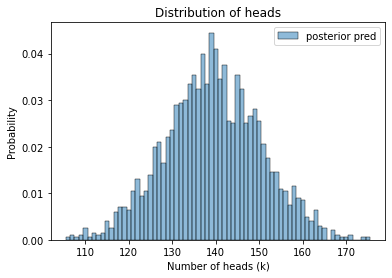 Distribution of heads
posterior pred
0.04
0.03
0.02
0.01
0.00
Probability
110 120 130 140 150 160 170
Number of heads (k)